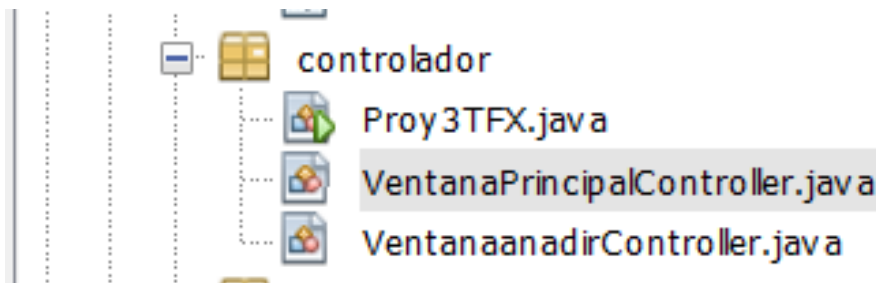 controlador
Proy3TFX.java
VentanaPrincipalController.java
VentanaanadirController.java